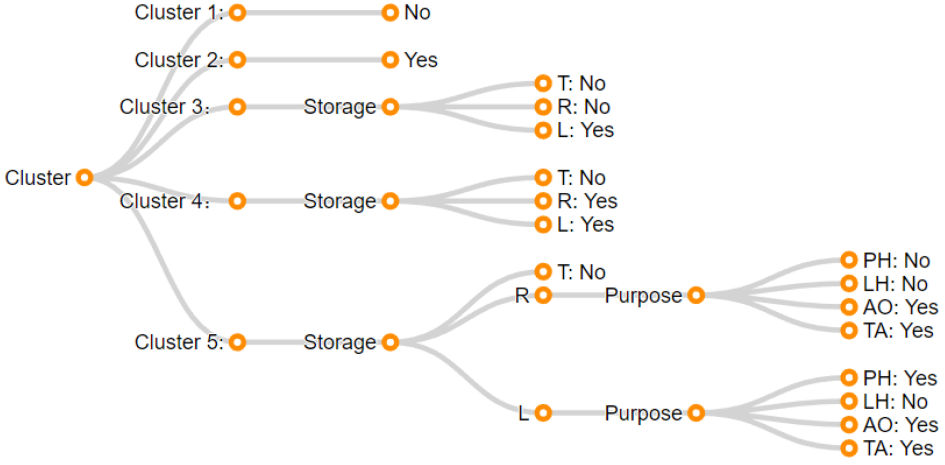 Cluster 1:
No
Cluster 2:
Yes
Cluster 3:
Storage
T: No
R: No
L: Yes
Cluster
Cluster 4:
Storage
T: No
R: Yes
L: Yes
Cluster 5:
Storage
T: No
R
Purpose
PH: No
LH: No
AO: Yes
TA: Yes
L
Purpose
PH: Yes
LH: No
AO: Yes
TA: Yes